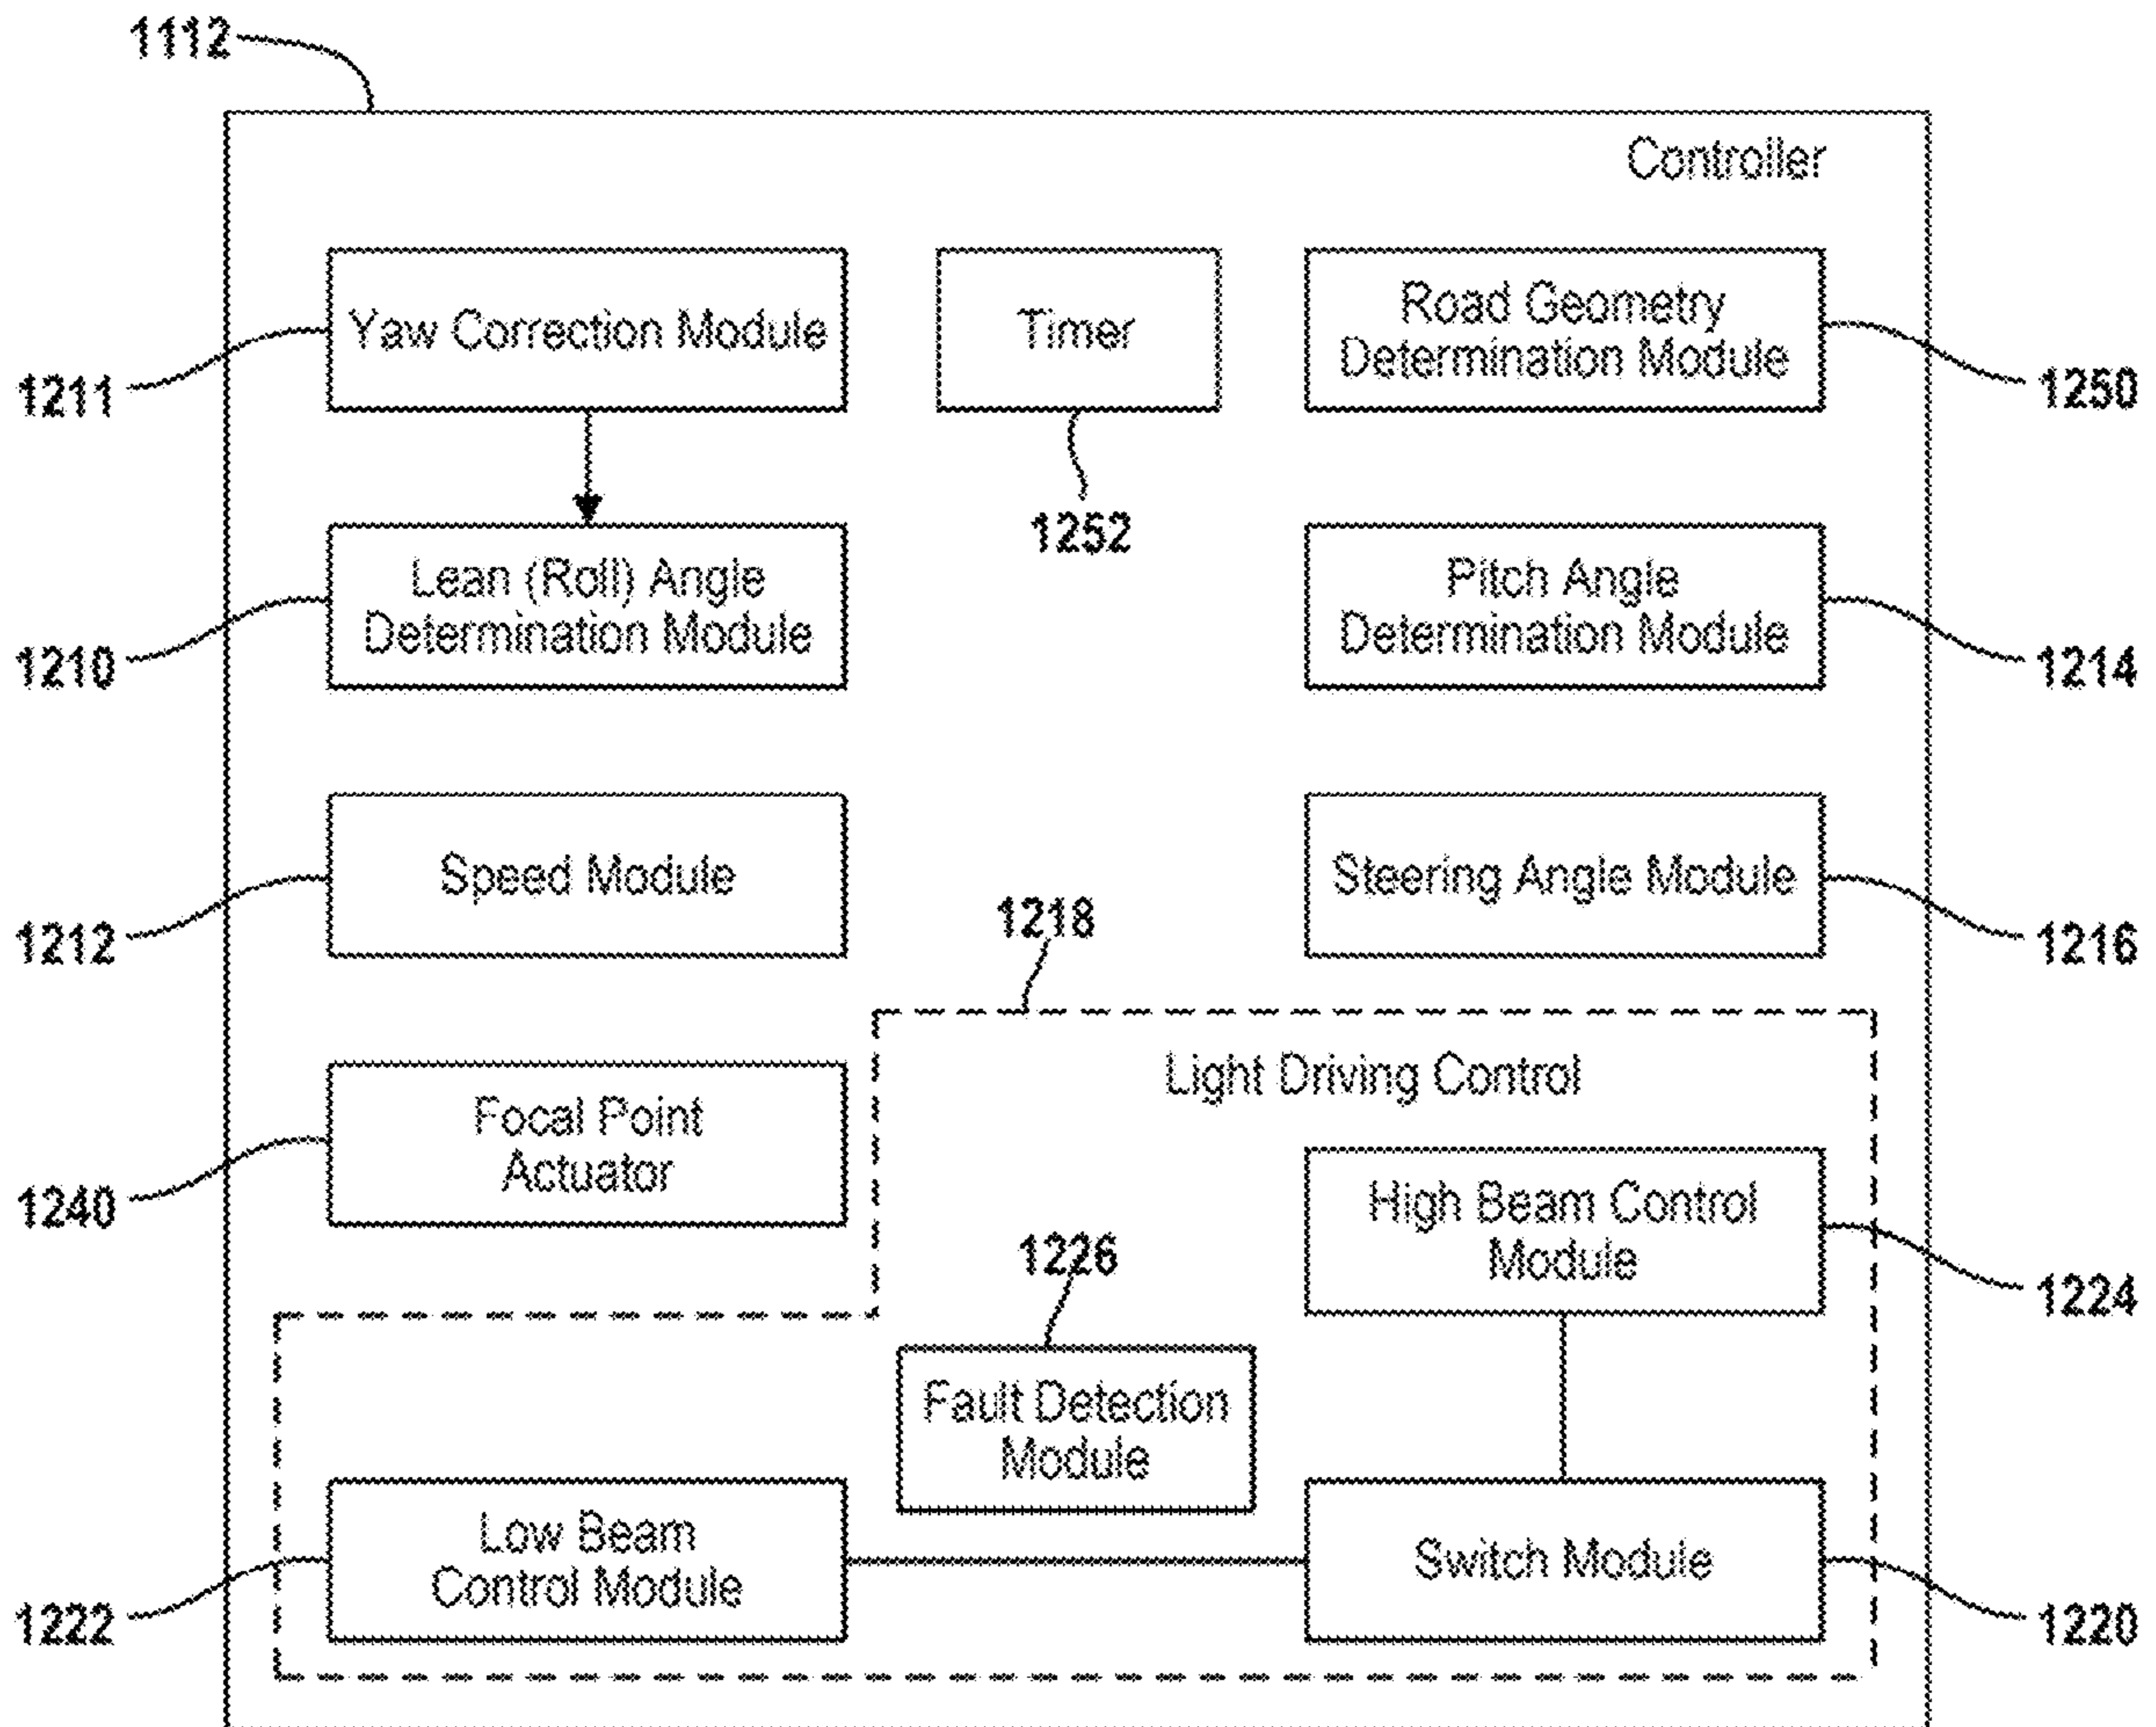 1112
Controller
Yaw Correction Module
Timer
Road Geometry
Determination Module
1211
1250
1252
Lean (Roll) Angle
Determination Module
Pitch Angle
Determination Module
1210
1214
Speed Module
Steering Angle Module
1212
1218
1216
Light Driving Control
Focal Point
Actuator
1240
High Beam Control
Module
1226
1224
Fault Detection
Module
Low Beam
Control Module
Switch Module
1222
1220